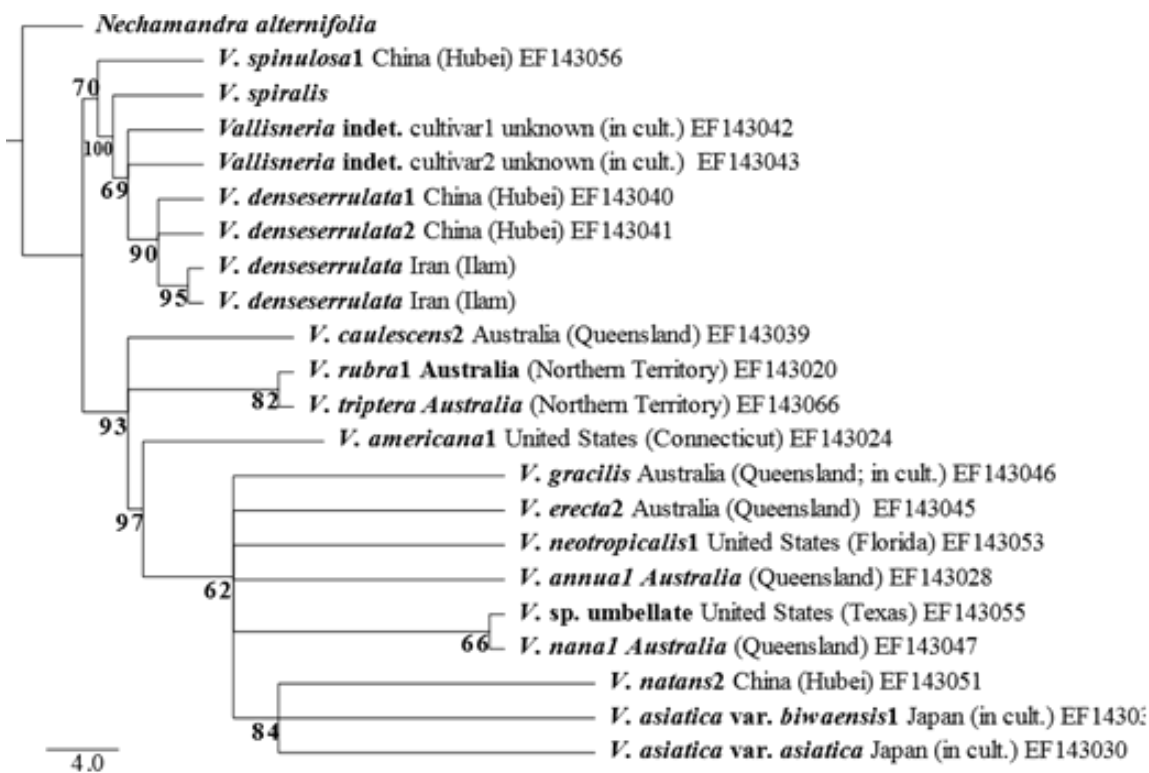 Nechamandra alternifolia
V. spinulosa1 China (Hubei) EF143056
70
V. spiralis
Vallisneria indet. cultivar1 unknown (in cult.) EF143042
100
Vallisneria indet. cultivar2 unknown (in cult.) EF143043
69
V. denseserrulata1 China (Hubei) EF143040
V. denseserrulata2 China (Hubei) EF143041
90
V. denseserrulata Iran (Ilam)
95
V. denseserrulata Iran (Ilam)
V. caulescens2 Australia (Queensland) EF143039
V. rubra1 Australia (Northern Territory) EF143020
82
V. triptera Australia (Northern Territory) EF143066
93
V. americana1 United States (Connecticut) EF143024
V. gracilis Australia (Queensland; in cult.) EF143046
V. erecta2 Australia (Queensland) EF143045
97
V. neotropicalis1 United States (Florida) EF143053
V. annua1 Australia (Queensland) EF143028
62
V. sp. umbellate United States (Texas) EF143055
66
V. nana1 Australia (Queensland) EF143047
V. natans2 China (Hubei) EF143051
V. asiatica var. biwaensis1 Japan (in cult.)
84
V. asiatica var. asiatica Japan (in cult.) EF143030
4.0